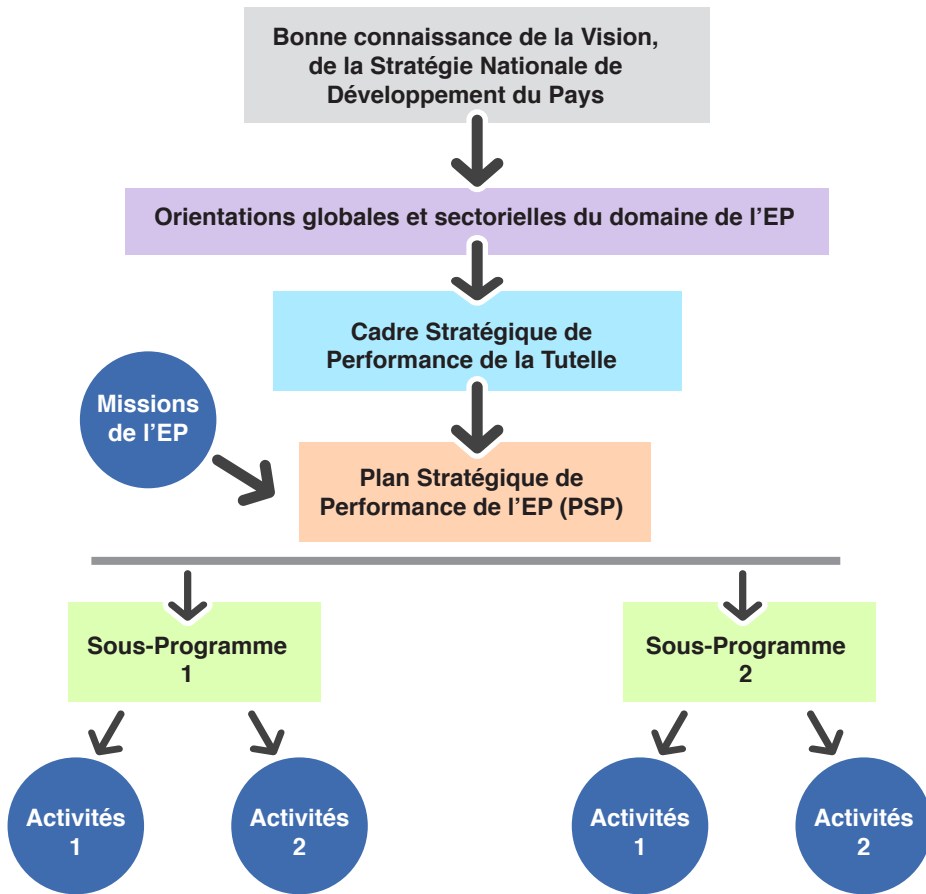 Bonne connaissance de la Vision,
de la Stratégie Nationale de
Développement du Pays
Orientations globales et sectorielles du domaine de l’EP
Cadre Stratégique de
Performance de la Tutelle
Missions
de l’EP
Plan Stratégique de
Performance de l’EP (PSP)
Sous-Programme
1
Sous-Programme
2
Activités
1
Activités
2
Activités
1
Activités
2